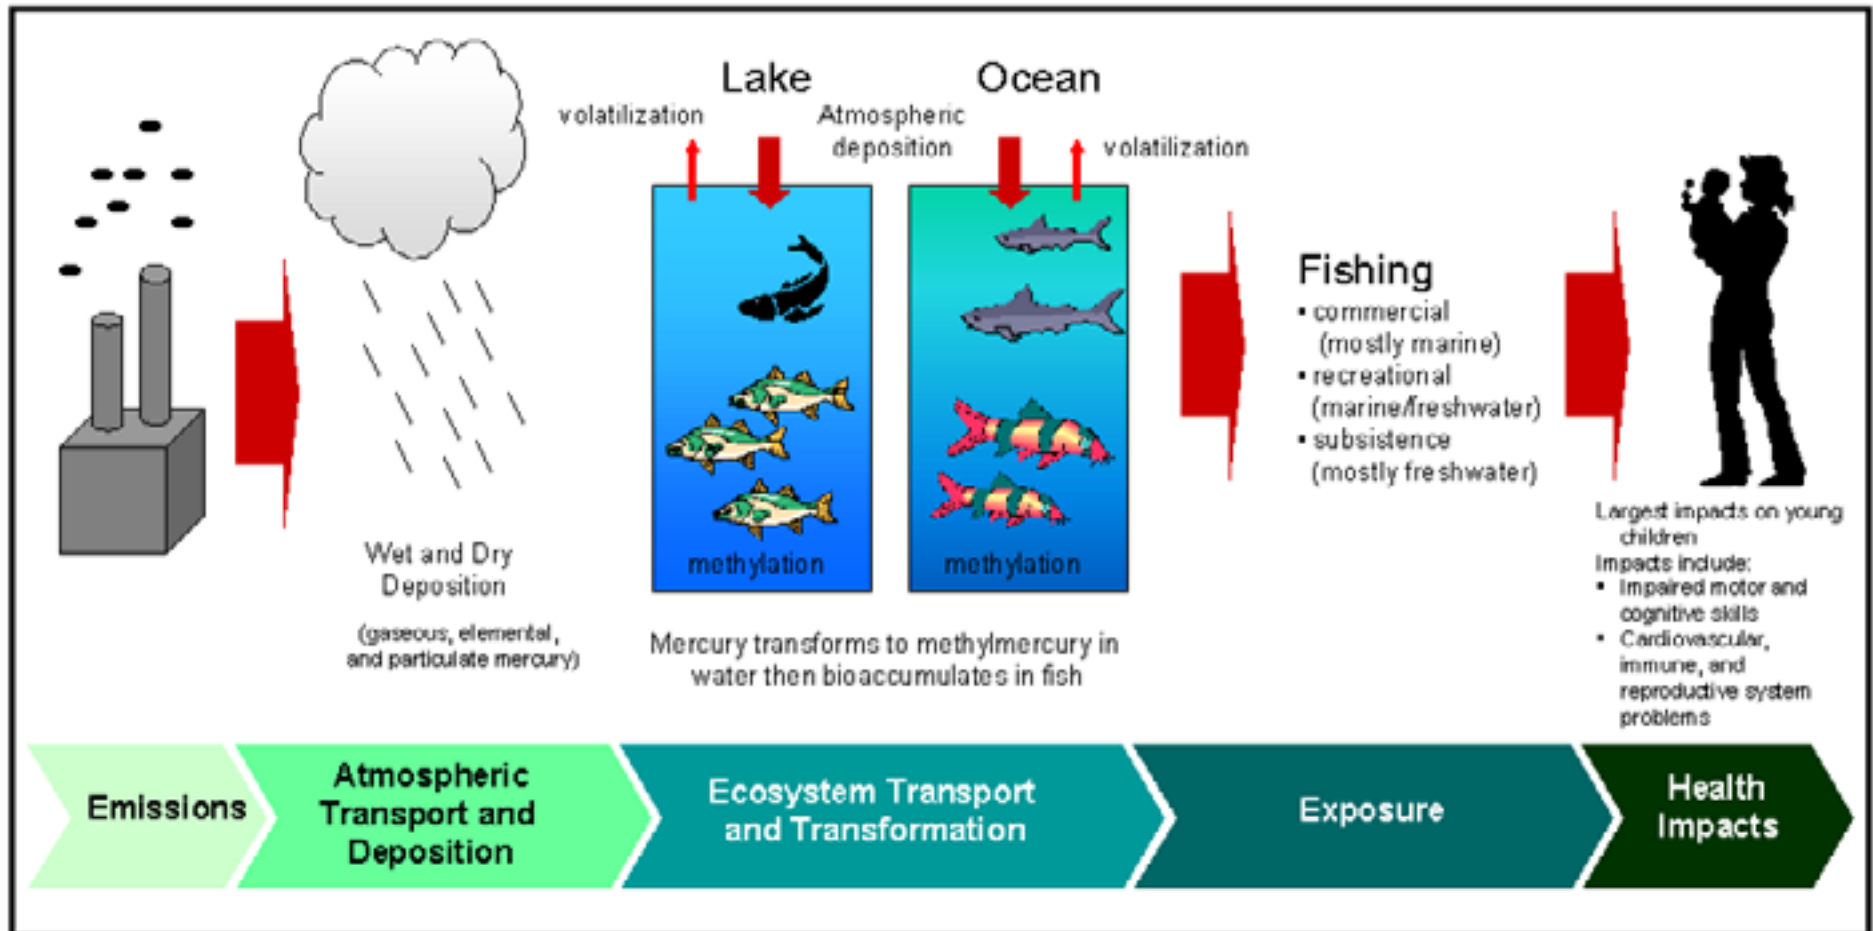 Lake
Ocean
volatilization
Atmospheric
deposition
volatilization
Wet and Dry
Deposition
(gaseous, elemental,
and particulate mercury)
methylation
methylation
Mercury transforms to methylmercury in
water then bioaccumulates in fish
Fishing
▪ commercial
(mostly marine)
▪ recreational
(marine/freshwater)
▪ subsistence
(mostly freshwater)
Largest impacts on young
children
Impacts include:
▪ Impaired motor and
cognitive skills
▪ Cardiovascular,
immune, and
reproductive system
problems
Emissions
Atmospheric
Transport and
Deposition
Ecosystem Transport
and Transformation
Exposure
Health
Impacts